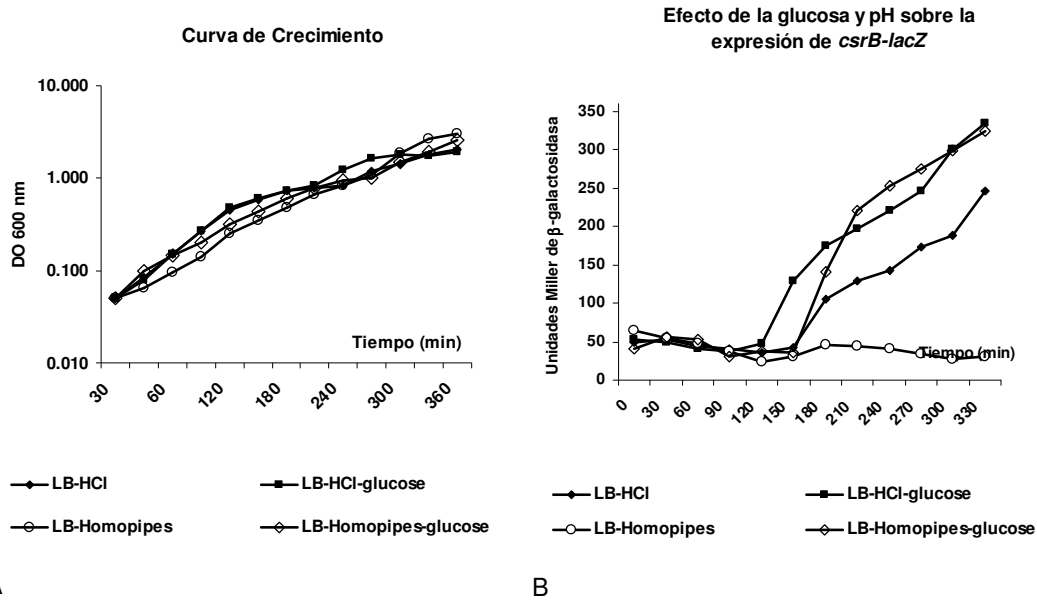 Curva de Crecimiento
DO 600 nm
10.000
1.000
0.100
0.010
Tiempo (min)
30
60
120
180
240
300
360
LB-HCl
LB-HCl-glucose
LB-Homopipes
LB-Homopipes-glucose
Efecto de la glucosa y pH sobre la
expresión de csrB-lacZ
Unidades Miller de β-galactosidasa
350
300
250
200
150
100
50
0
Tiempo (min)
0
30
60
90
120
150
180
210
240
270
300
330
LB-HCl
LB-HCl-glucose
LB-Homopipes
LB-Homopipes-glucose
B